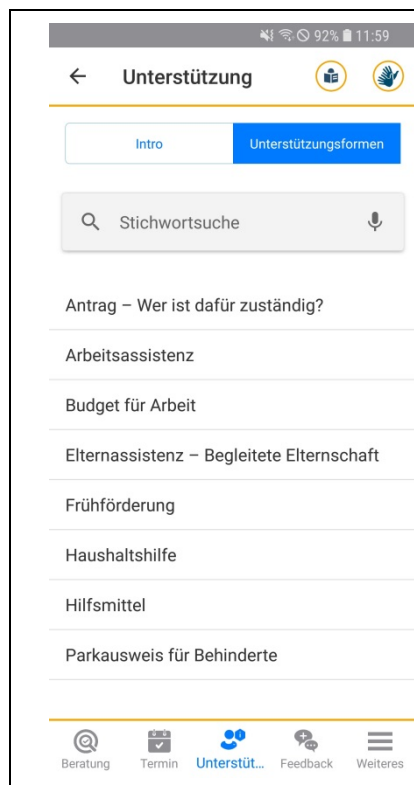 92% 11:59
Unterstützung
Intro
Unterstützungsformen
Stichwortsuche
Antrag – Wer ist dafür zuständig?
Arbeitsassistenz
Budget für Arbeit
Elternassistenz – Begleitete Elternschaft
Frühförderung
Haushaltshilfe
Hilfsmittel
Parkausweis für Behinderte
Beratung Termin Unterstüt... Feedback Weiteres